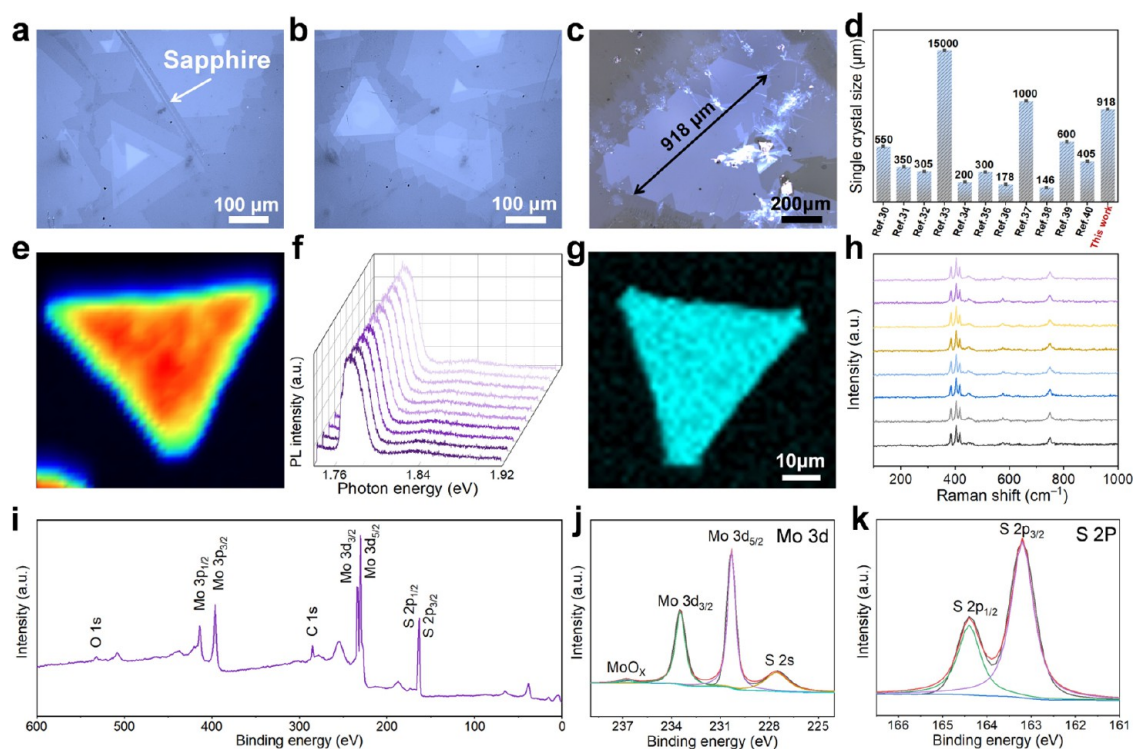 a
Sapphire
100 μm
b
100 μm
c
918 μm
200μm
d
Single crystal size (μm)
550
350
305
15000
200
300
178
1000
146
600
405
918
Ref.30
Ref.31
Ref.32
Ref.33
Ref.34
Ref.35
Ref.36
Ref.37
Ref.38
Ref.39
Ref.40
This work
e
f
PL intensity (a.u.)
1.76
1.84
1.92
Photon energy (eV)
g
10μm
h
Intensity (a.u.)
200 400 600 800 1000
Raman shift (cm⁻¹)
i
Intensity (a.u.)
O 1s
Mo 3p₁/₂
Mo 3p₃/₂
C 1s
Mo 3d₃/₂
Mo 3d₅/₂
S 2p₁/₂
S 2p₃/₂
600 500 400 300 200 100 0
Binding energy (eV)
j
Mo 3d
Intensity (a.u.)
MoOₓ
Mo 3d₃/₂
Mo 3d₅/₂
S 2s
237 234 231 228 225
Binding energy (eV)
k
S 2P
Intensity (a.u.)
S 2p₁/₂
S 2p₃/₂
166 165 164 163 162 161
Binding energy (eV)